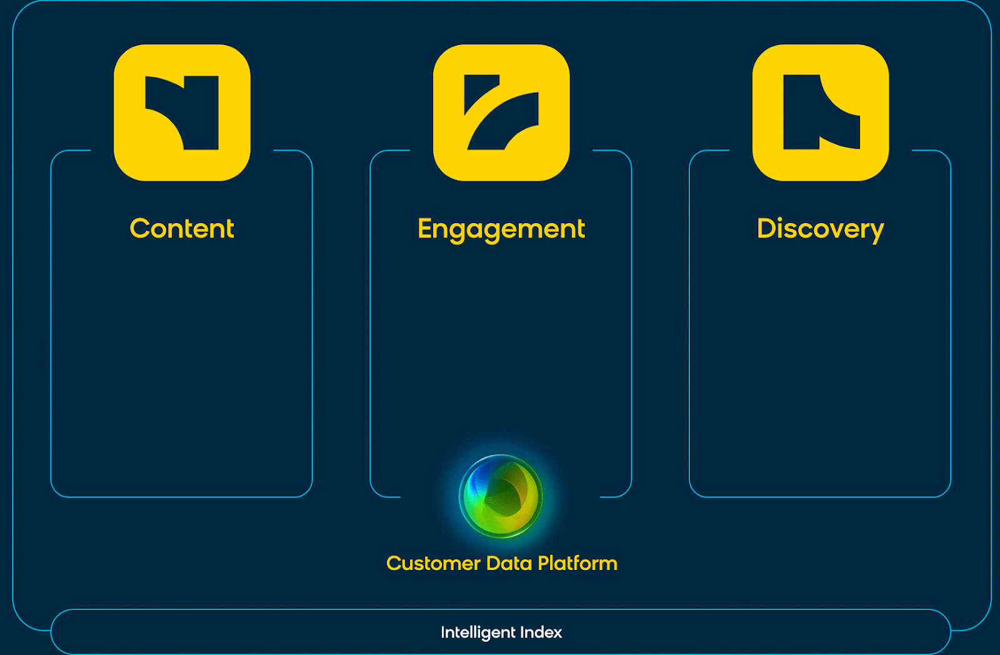 Content
Engagement
Discovery
Customer Data Platform
Intelligent Index